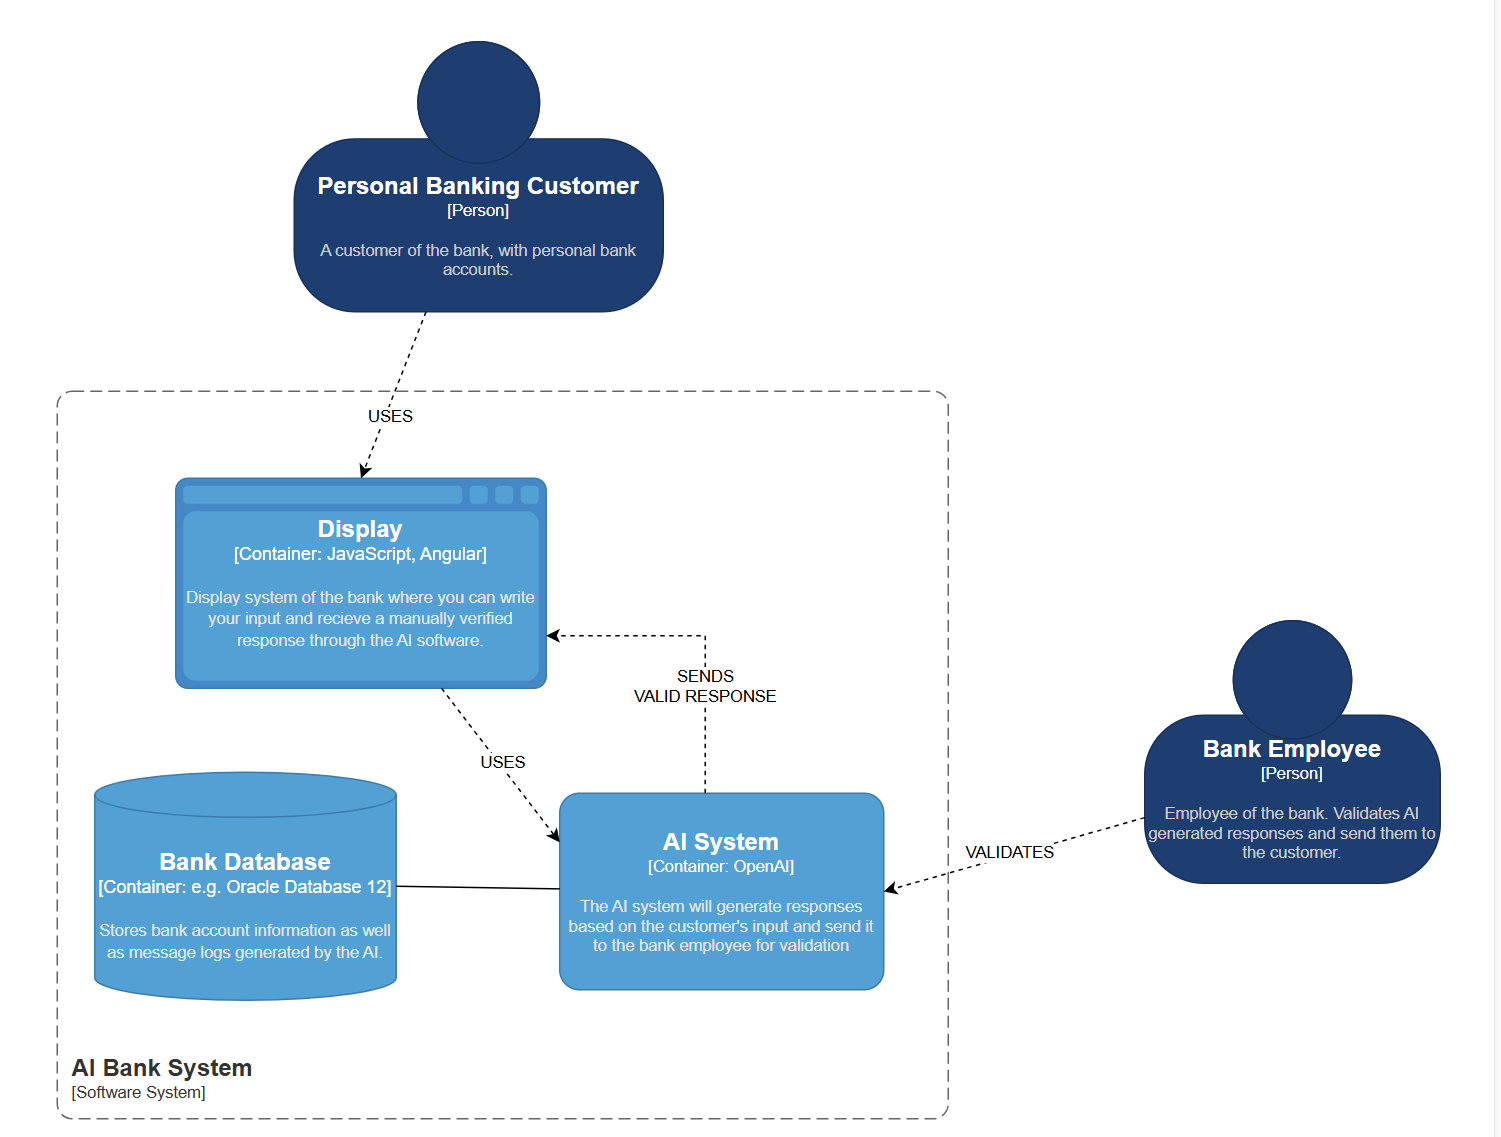 Personal Banking Customer
[Person]
A customer of the bank, with personal bank
accounts.
USES
Display
[Container: JavaScript, Angular]
Display system of the bank where you can write
your input and recieve a manually verified
response through the AI software.
SENDS
VALID RESPONSE
USES
Bank Employee
[Person]
Employee of the bank. Validates AI
generated responses and send them to
the customer.
VALIDATES
AI System
[Container: OpenAI]
The AI system will generate responses
based on the customer's input and send it
to the bank employee for validation
Bank Database
[Container: e.g. Oracle Database 12]
Stores bank account information as well
as message logs generated by the AI.
AI Bank System
[Software System]